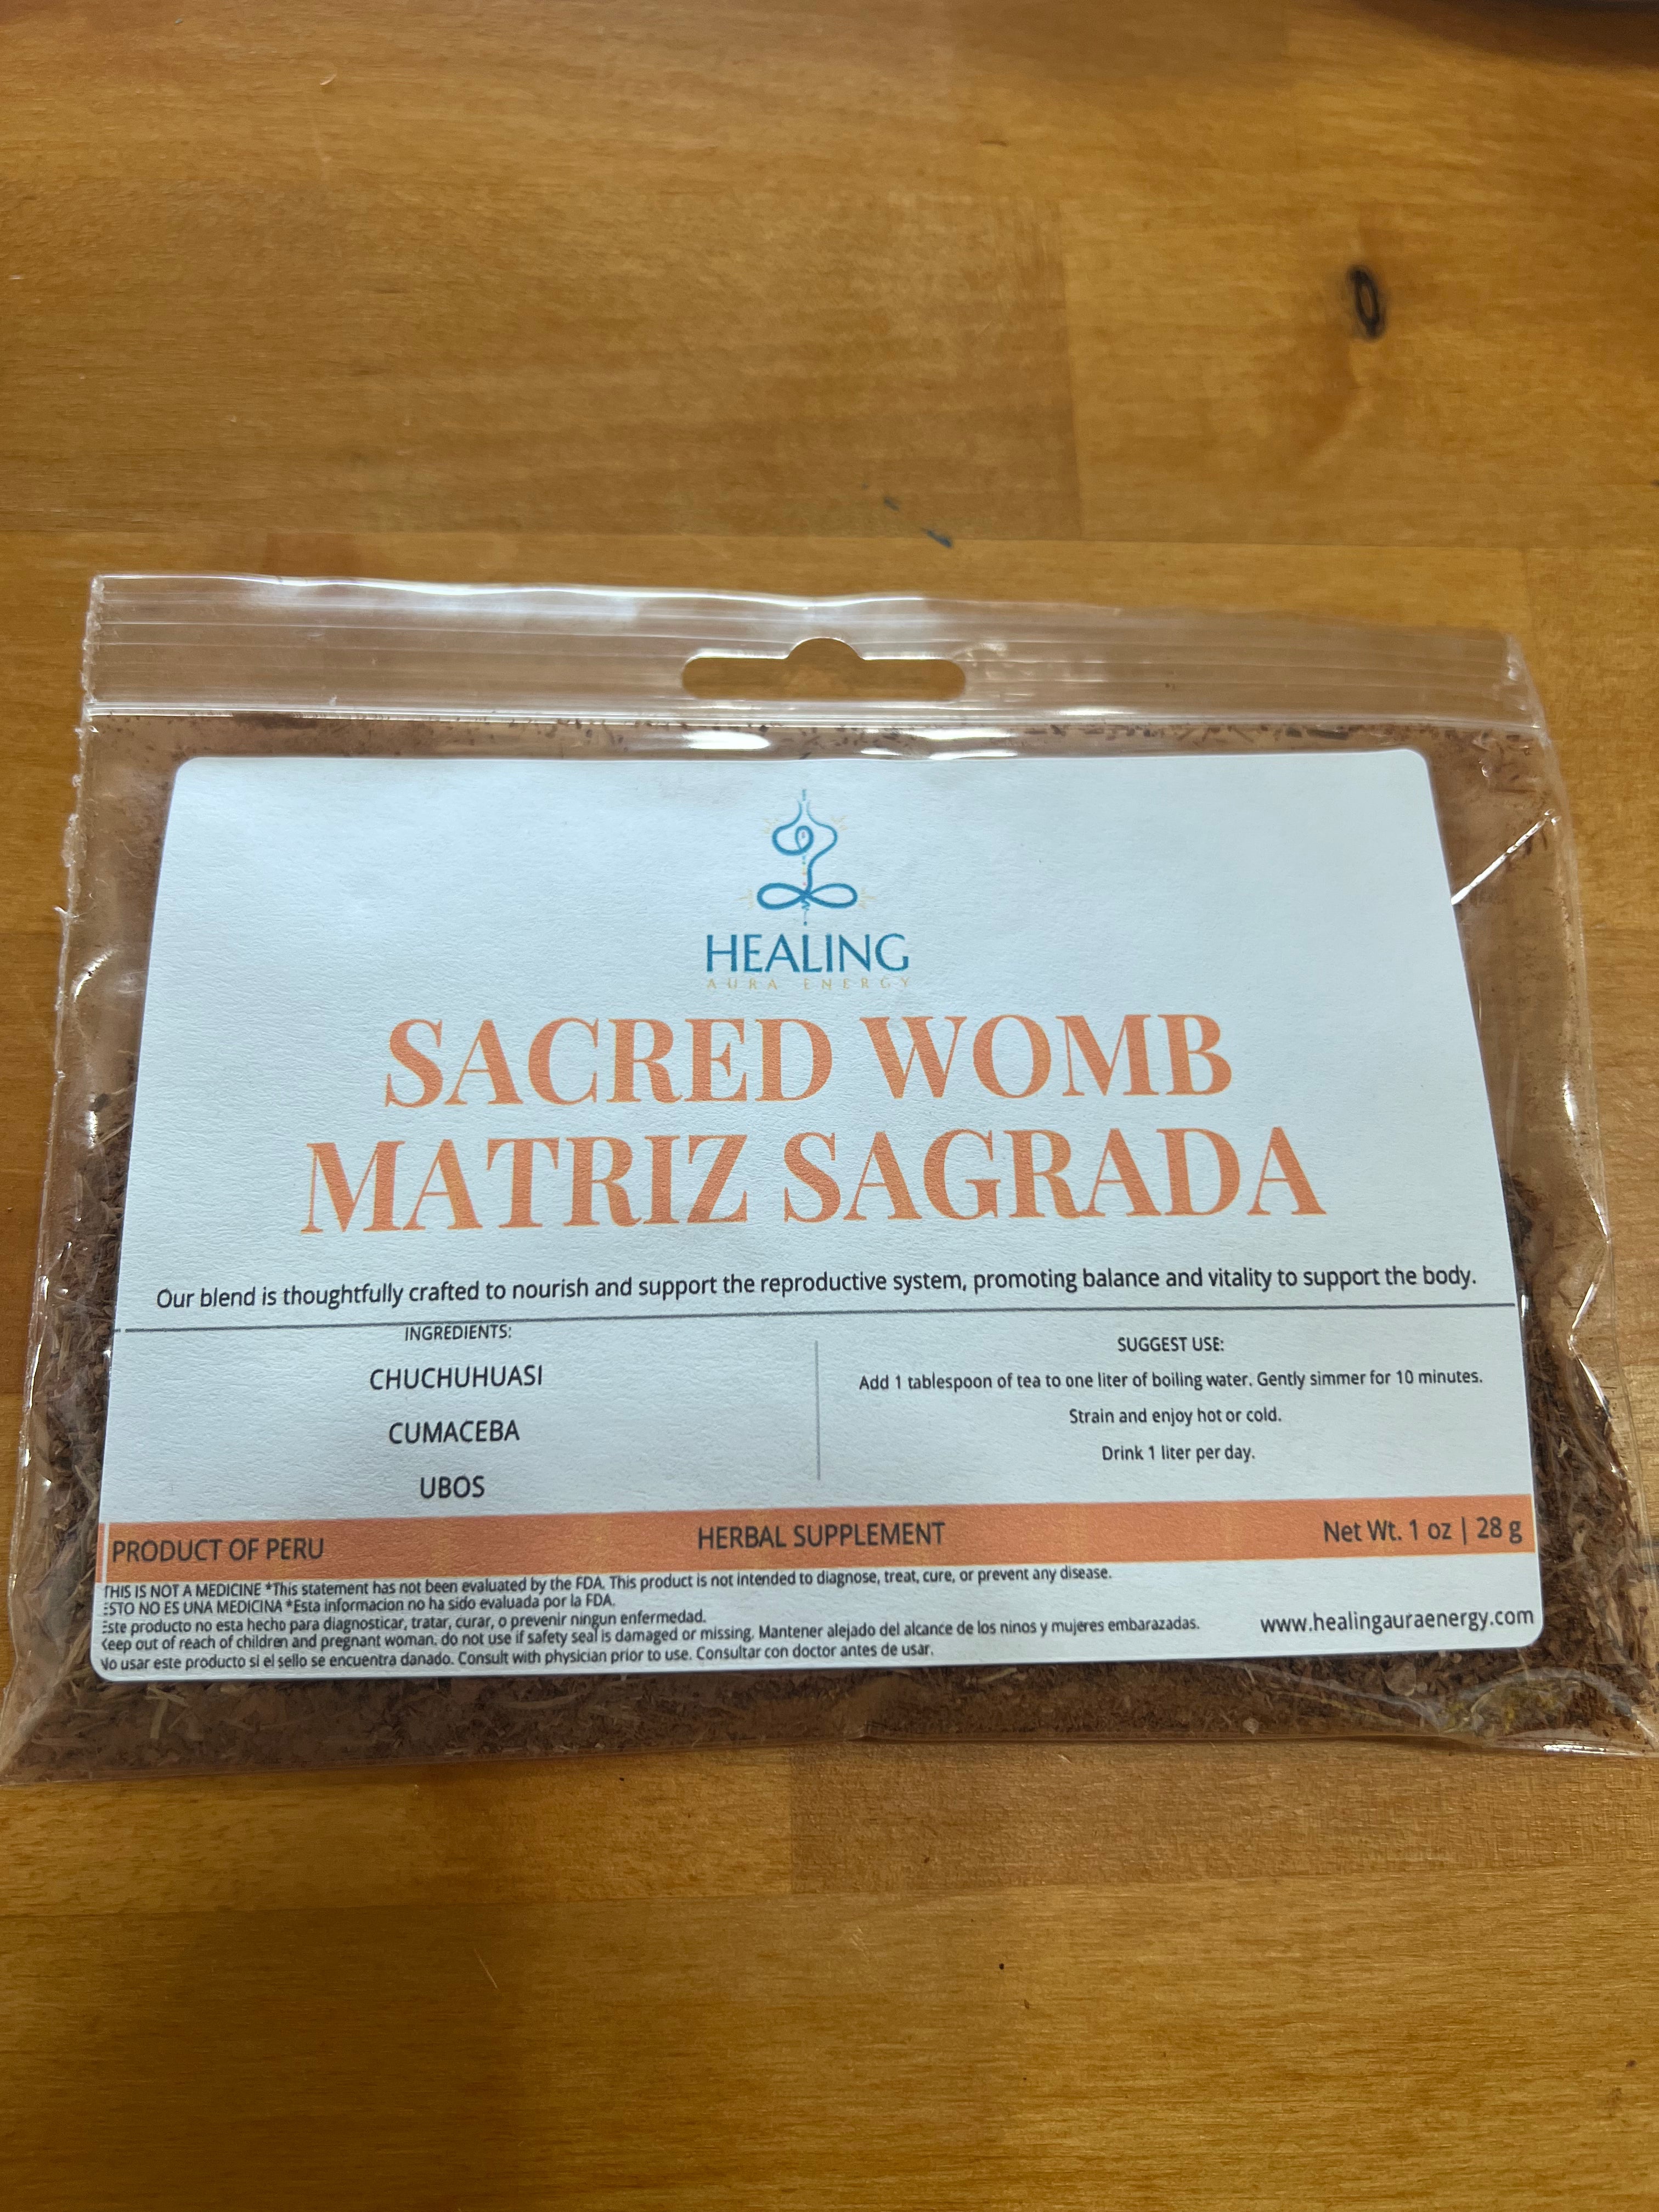 HEALING
AURA ENERGY
SACRED WOMB
MATRIZ SAGRADA
Our blend is thoughtfully crafted to nourish and support the reproductive system, promoting balance and vitality to support the body.
INGREDIENTS:
CHUCHUHUASI
CUMACEBA
UBOS
SUGGEST USE:
Add 1 tablespoon of tea to one liter of boiling water. Gently simmer for 10 minutes.
Strain and enjoy hot or cold.
Drink 1 liter per day.
PRODUCT OF PERU
HERBAL SUPPLEMENT
Net Wt. 1 oz | 28 g
THIS IS NOT A MEDICINE *This statement has not been evaluated by the FDA. This product is not intended to diagnose, treat, cure, or prevent any disease.
ESTO NO ES UNA MEDICINA *Esta informacion no ha sido evaluada por la FDA.
Este producto no esta hecho para diagnosticar, tratar, curar, o prevenir ningun enfermedad.
Keep out of reach of children and pregnant woman, do not use if safety seal is damaged or missing. Mantener alejado del alcance de los ninos y mujeres embarazadas.
No usar este producto si el sello se encuentra danado. Consult with physician prior to use. Consultar con doctor antes de usar.
www.healingauraenergy.com